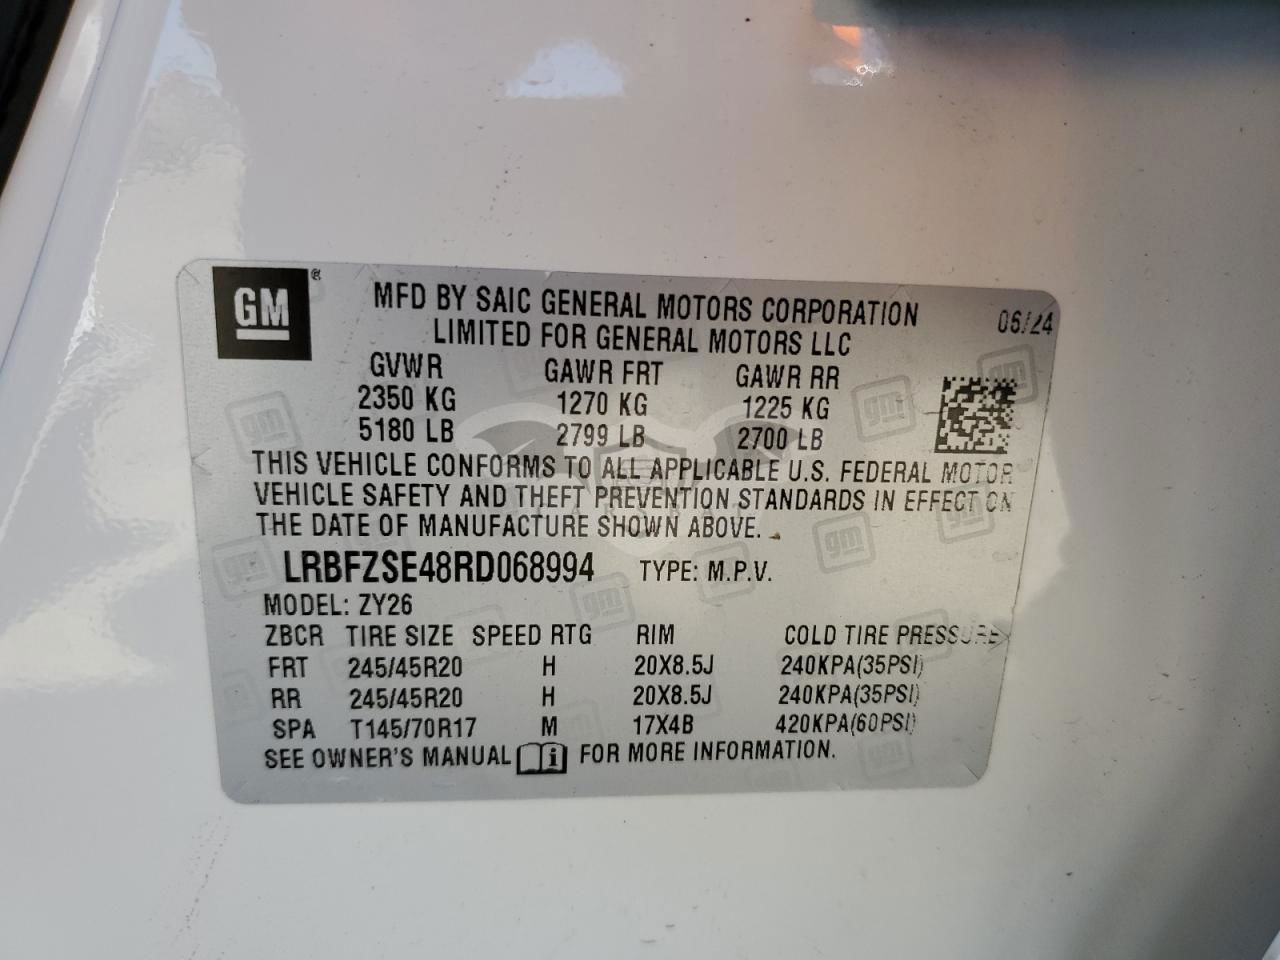 GM ®
MFD BY SAIC GENERAL MOTORS CORPORATION
LIMITED FOR GENERAL MOTORS LLC
06/24
GVWR GAWR FRT GAWR RR
2350 KG 1270 KG 1225 KG
5180 LB 2799 LB 2700 LB
THIS VEHICLE CONFORMS TO ALL APPLICABLE U.S. FEDERAL MOTOR
VEHICLE SAFETY AND THEFT PREVENTION STANDARDS IN EFFECT ON
THE DATE OF MANUFACTURE SHOWN ABOVE.
LRBFZSE48RD068994 TYPE: M.P.V.
MODEL: ZY26
ZBCR TIRE SIZE SPEED RTG RIM COLD TIRE PRESSURE
FRT 245/45R20 H 20X8.5J 240KPA(35PSI)
RR 245/45R20 H 20X8.5J 240KPA(35PSI)
SPA T145/70R17 M 17X4B 420KPA(60PSI)
SEE OWNER'S MANUAL i FOR MORE INFORMATION.